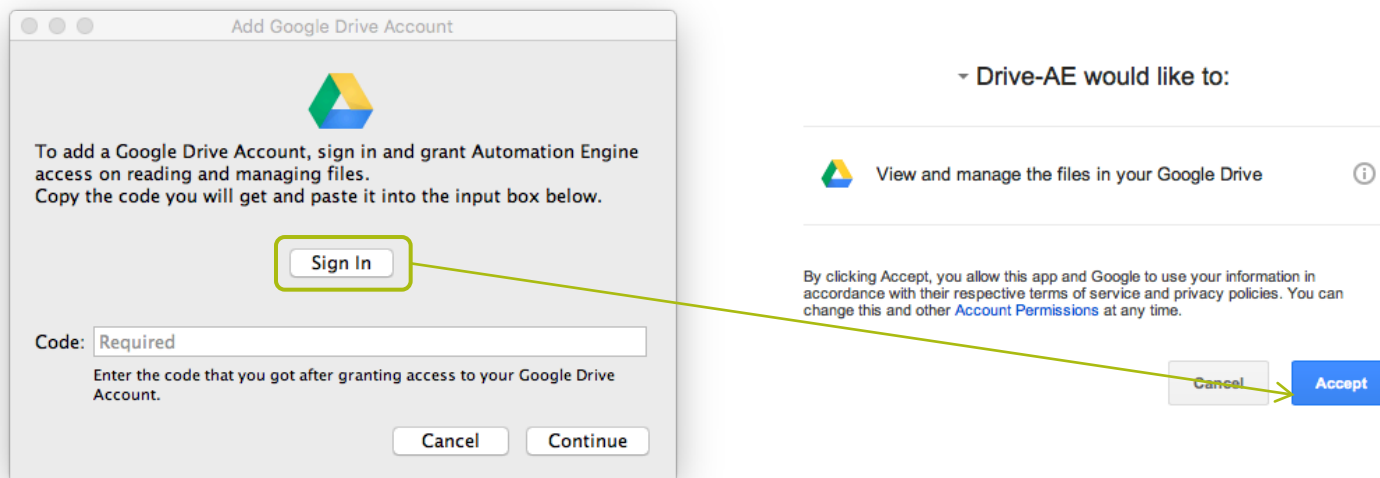 Add Google Drive Account
To add a Google Drive Account, sign in and grant Automation Engine
access on reading and managing files.
Copy the code you will get and paste it into the input box below.
Sign In
Code: Required
Enter the code that you got after granting access to your Google Drive
Account.
Cancel Continue
Drive-AE would like to:
View and manage the files in your Google Drive
By clicking Accept, you allow this app and Google to use your information in
accordance with their respective terms of service and privacy policies. You can
change this and other Account Permissions at any time.
Cancel Accept